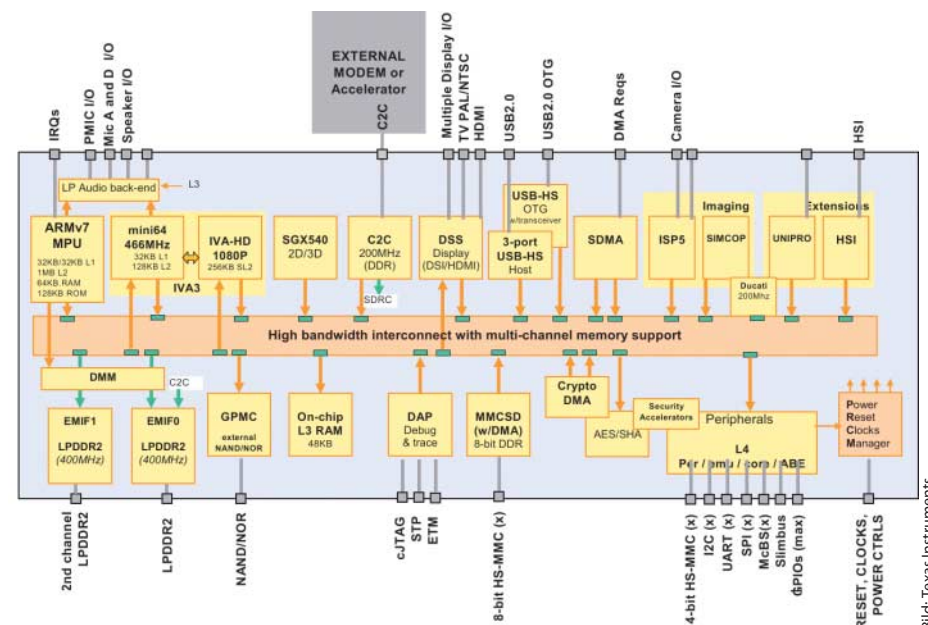 EXTERNAL
MODEM or
Accelerator
C2C
IRQs
PMIC I/O
Mic A and D I/O
Speaker I/O
Multiple Display I/O
TV PAL/NTSC
HDMI
USB2.0
USB2.0 OTG
DMA Reqs
Camera I/O
HSI
LP Audio back-end
L3
ARMv7
MPU
32KB/32KB L1
1MB L2
64KB RAM
128KB ROM
mini64
466MHz
32KB L1
128KB L2
IVA-HD
1080P
256KB SL2
IVA3
SGX540
2D/3D
C2C
200MHz
(DDR)
SDRC
DSS
Display
(DSI/HDMI)
USB-HS
OTG
w/transceiver
3-port
USB-HS
Host
SDMA
Imaging
ISP5
SIMCOP
Extensions
UNIPRO
HSI
Ducati
200Mhz
High bandwidth interconnect with multi-channel memory support
DMM
C2C
EMIF1
LPDDR2
(400MHz)
EMIF0
LPDDR2
(400MHz)
GPMC
external
NAND/NOR
On-chip
L3 RAM
48KB
DAP
Debug
& trace
MMCSD
(w/DMA)
8-bit DDR
Crypto
DMA
AES/SHA
Security
Accelerators
Peripherals
L4
Per / emu / core / ABE
Power
Reset
Clocks
Manager
2nd channel
LPDDR2
LPDDR2
NAND/NOR
cJTAG
STP
ETM
8-bit HS-MMC (x)
4-bit HS-MMC (x)
I2C (x)
UART (x)
SPI (x)
McBS(x)
Slimbus
GPIOs (max)
RESET, CLOCKS,
POWER CTRLS
Bild: Texas Instruments